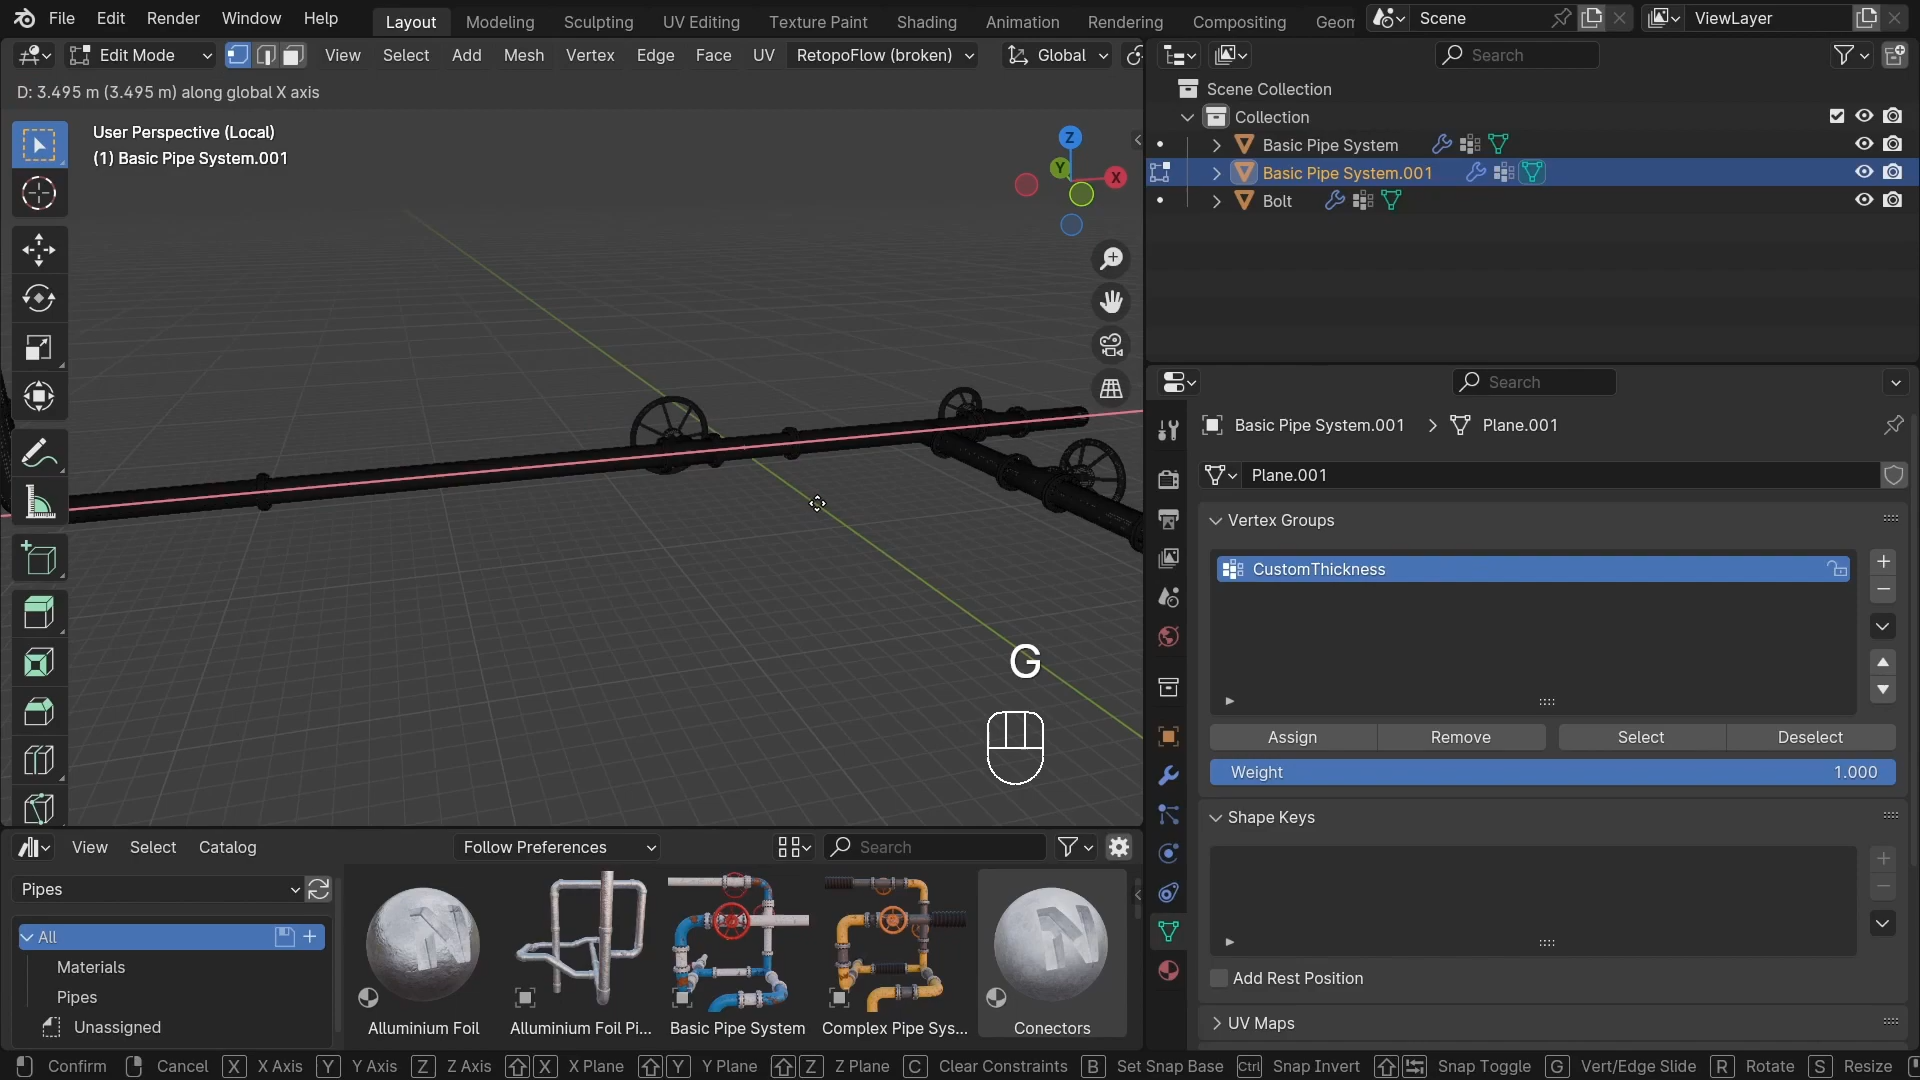 File Edit Render Window Help Layout Modeling Sculpting UV Editing Texture Paint Shading Animation Rendering Compositing Geom Scene ViewLayer
Edit Mode View Select Add Mesh Vertex Edge Face UV RetopoFlow (broken) Global Search
D: 3.495 m (3.495 m) along global X axis
User Perspective (Local)
(1) Basic Pipe System.001
Z
Y
X
G
Scene Collection
Collection
Basic Pipe System
Basic Pipe System.001
Bolt
Search
Basic Pipe System.001 > Plane.001
Plane.001
Vertex Groups
CustomThickness
Assign Remove Select Deselect
Weight 1.000
Shape Keys
Add Rest Position
UV Maps
View Select Catalog Follow Preferences Search
Pipes
All
Materials
Pipes
Unassigned
Alluminium Foil Alluminium Foil Pi... Basic Pipe System Complex Pipe Sys... Conectors
Confirm Cancel X X Axis Y Y Axis Z Z Axis X X Plane Y Y Plane Z Z Plane C Clear Constraints B Set Snap Base Ctrl Snap Invert Snap Toggle G Vert/Edge Slide R Rotate S Resize